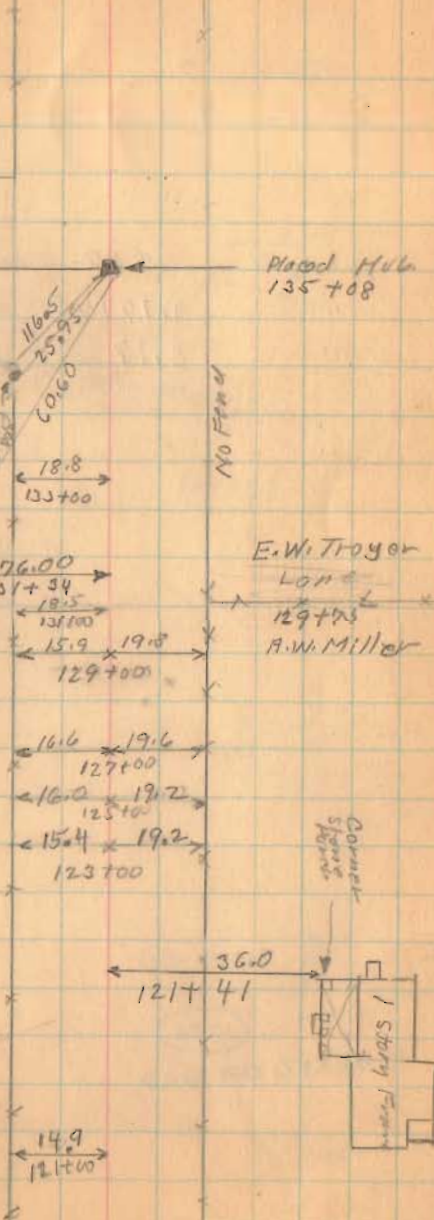 Placed Hub
135 +08
116.5
25.95
60.60
No Fence
18.8
133+00
E.W. Troyer
Lane
129+75
A.W. Miller
76.00
31+34
18.5
131+00
15.9 19.8
129+00
16.6 19.6
127+00
16.0 19.2
125+00
15.4 19.2
123+00
Corner
Stone
Porch
36.0
121+41
1 Story Frame
14.9
121+00